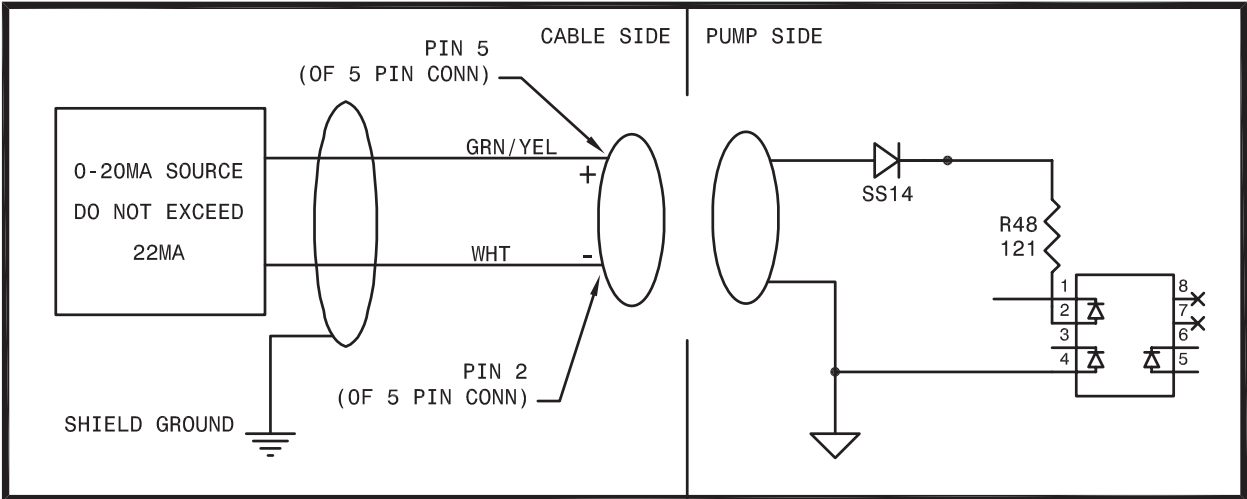 CABLE SIDE
PUMP SIDE
PIN 5
(OF 5 PIN CONN)
0-20MA SOURCE
DO NOT EXCEED
22MA
GRN/YEL
+
WHT
-
PIN 2
(OF 5 PIN CONN)
SHIELD GROUND
SS14
R48
121
1
2
3
4
8
7
6
5